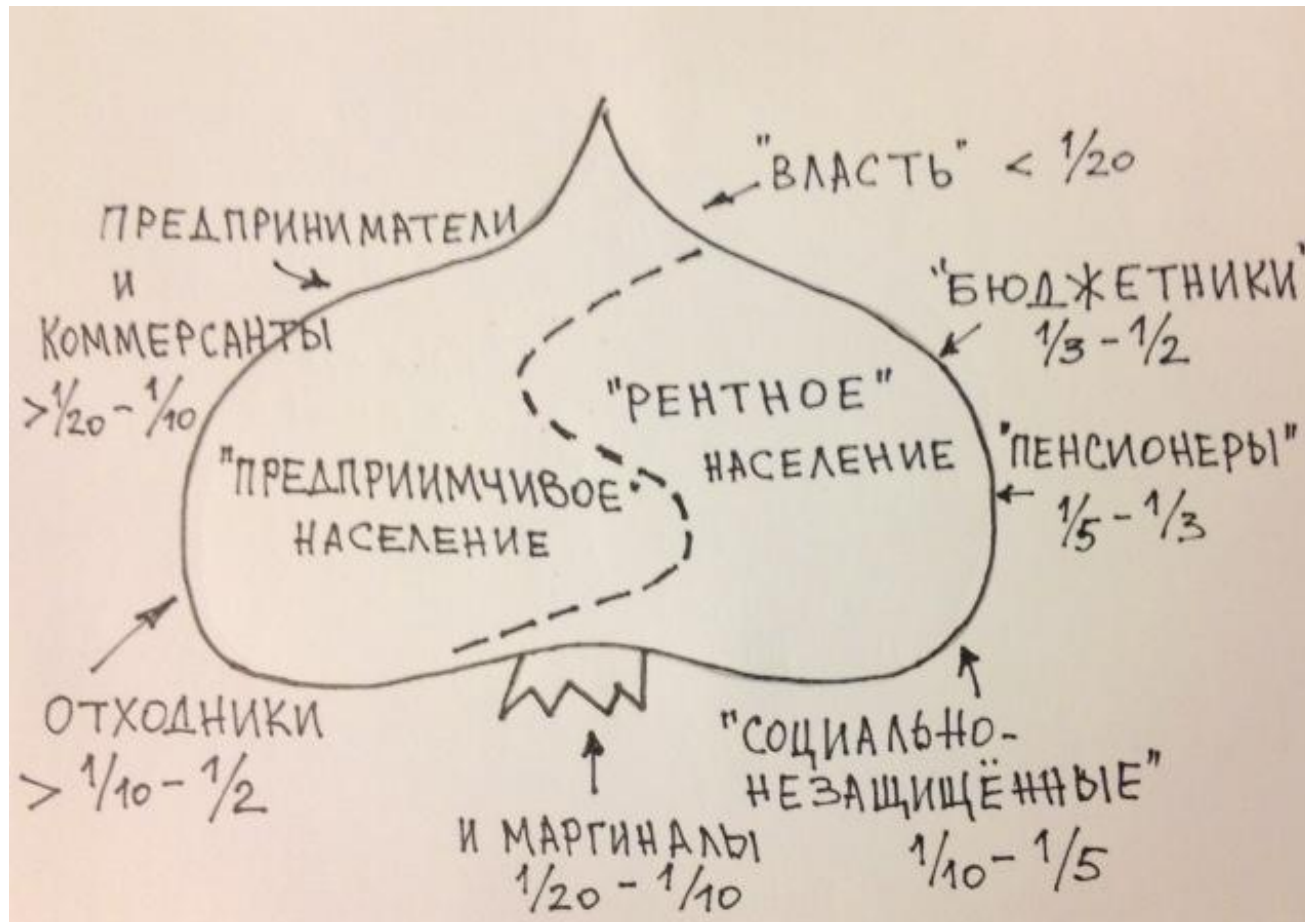 "ВЛАСТЬ" < 1/20
ПРЕДПРИНИМАТЕЛИ
И
КОММЕРСАНТЫ
>1/20 - 1/10
"БЮДЖЕТНИКИ"
1/3 - 1/2
"РЕНТНОЕ"
НАСЕЛЕНИЕ
"ПРЕДПРИИМЧИВОЕ"
НАСЕЛЕНИЕ
"ПЕНСИОНЕРЫ"
1/5 - 1/3
ОТХОДНИКИ
> 1/10 - 1/2
И МАРГИНАЛЫ
1/20 - 1/10
"СОЦИАЛЬНО-
НЕЗАЩИЩЁННЫЕ"
1/10 - 1/5